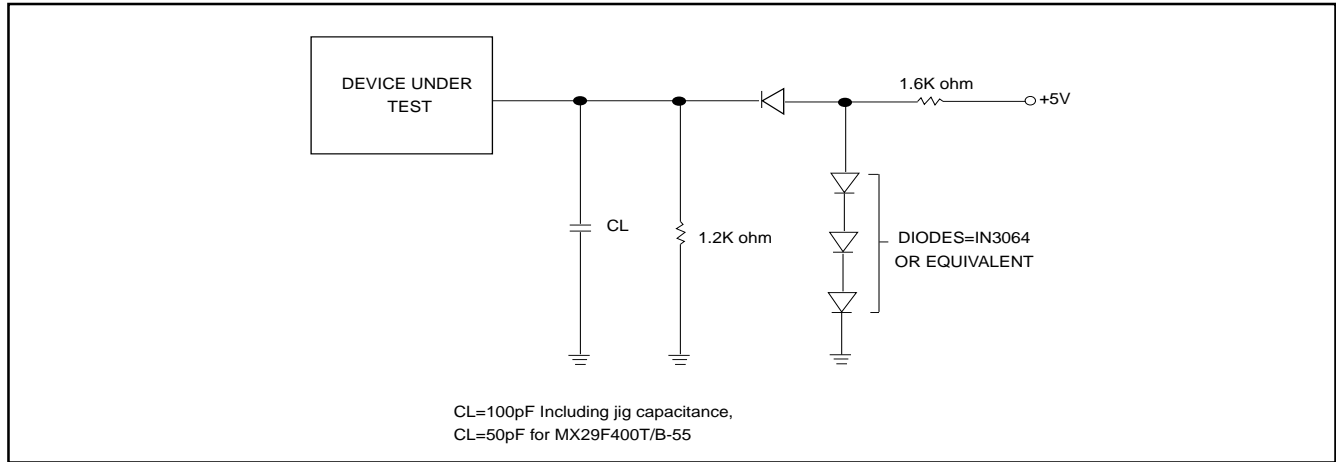 DEVICE UNDER
TEST
1.6K ohm
+5V
CL
1.2K ohm
DIODES=IN3064
OR EQUIVALENT
CL=100pF Including jig capacitance,
CL=50pF for MX29F400T/B-55